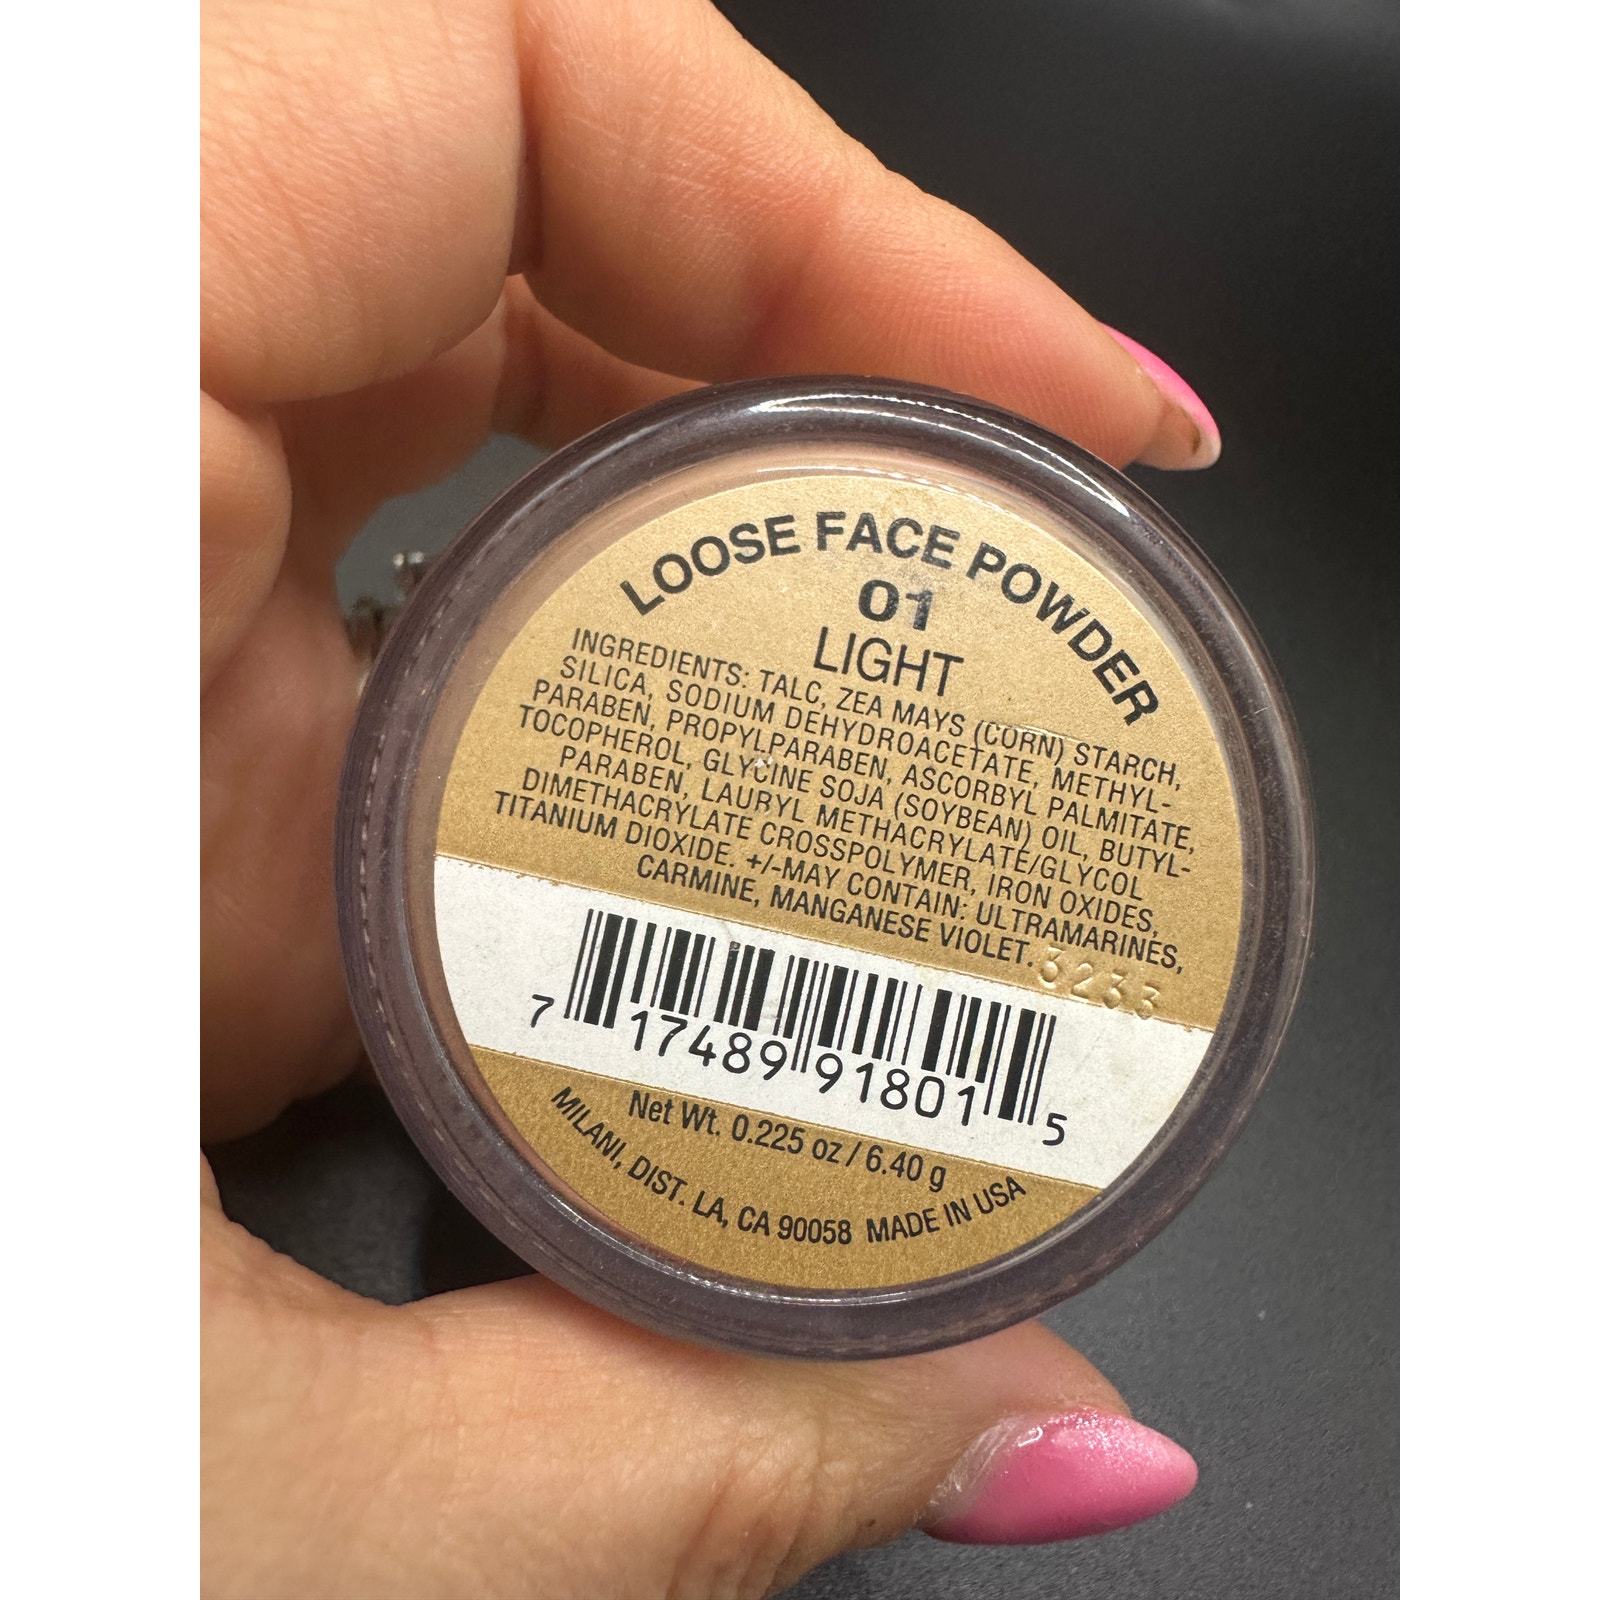 LOOSE FACE POWDER
01
LIGHT
INGREDIENTS: TALC, ZEA MAYS (CORN) STARCH,
SILICA, SODIUM DEHYDROACETATE, METHYL-
PARABEN, PROPYLPARABEN, ASCORBYL PALMITATE,
TOCOPHEROL, GLYCINE SOJA (SOYBEAN) OIL, BUTYL-
PARABEN, LAURYL METHACRYLATE/GLYCOL
DIMETHACRYLATE CROSSPOLYMER, IRON OXIDES,
TITANIUM DIOXIDE. +/-MAY CONTAIN: ULTRAMARINES,
CARMINE, MANGANESE VIOLET.
3233
7 17489 91801 5
Net Wt. 0.225 oz / 6.40 g
MILANI, DIST. LA, CA 90058 MADE IN USA